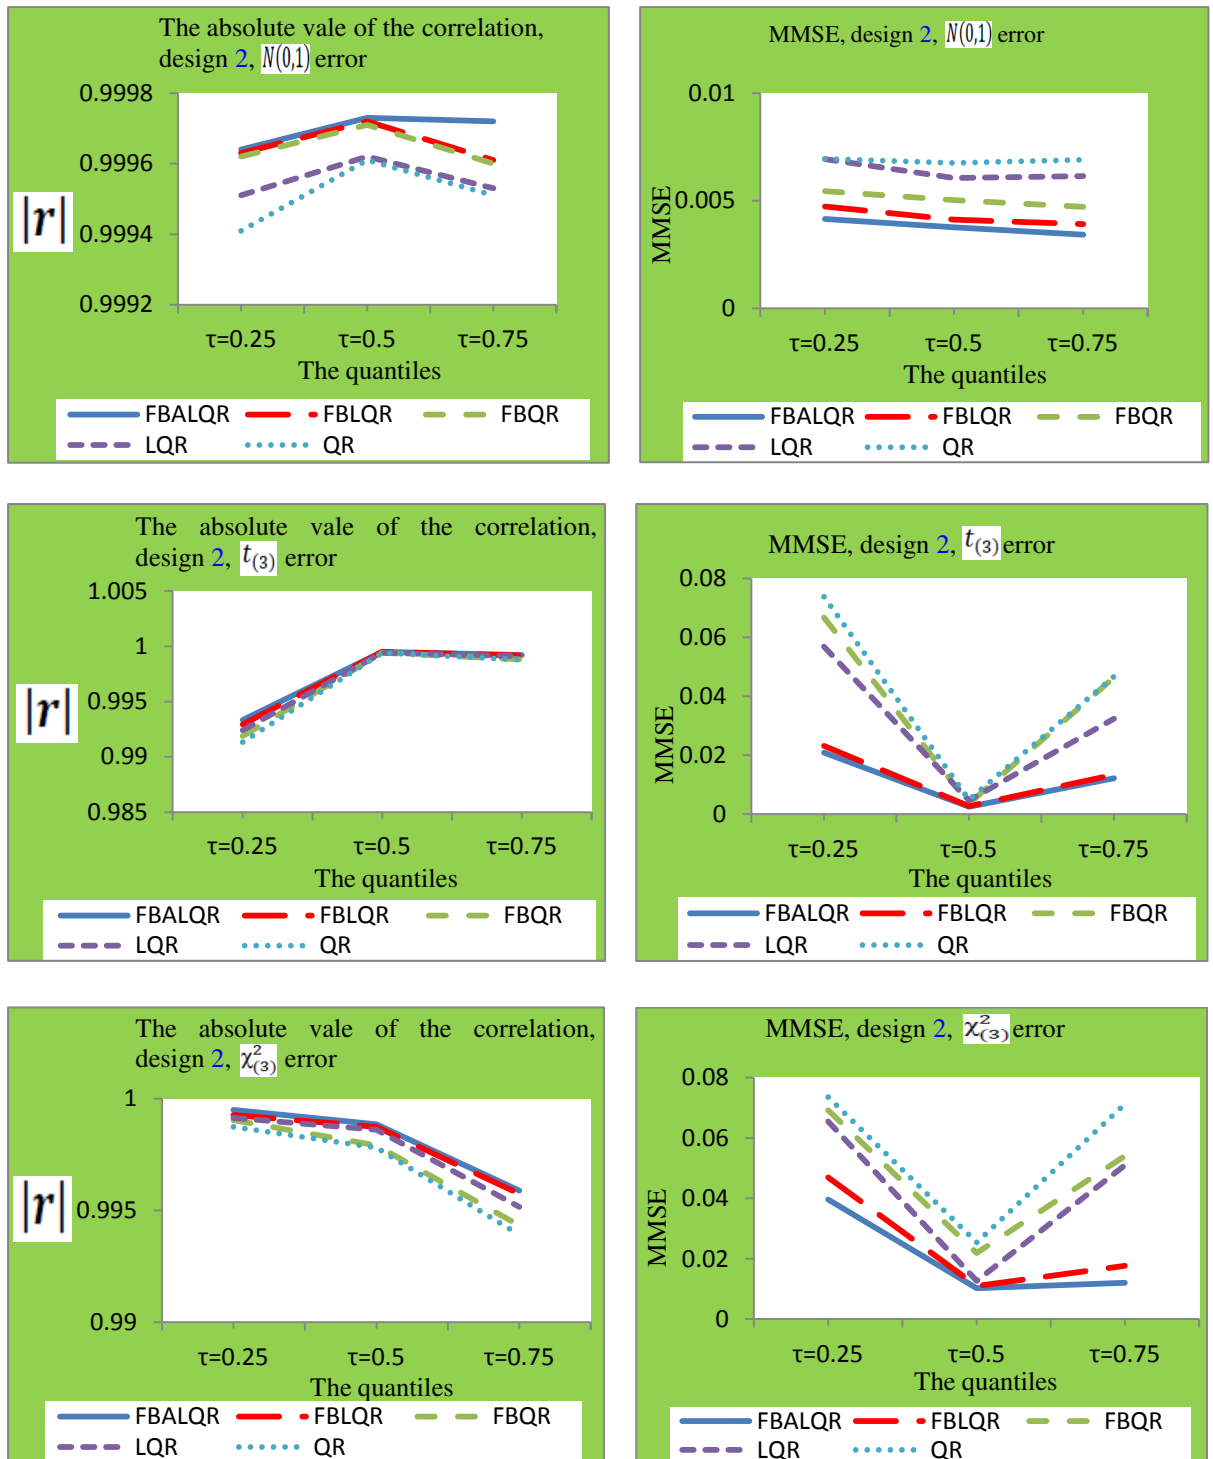 The absolute vale of the correlation,
design 2, N(0,1) error
0.9998
0.9996
0.9994
0.9992
|r|
τ=0.25 τ=0.5 τ=0.75
The quantiles
FBALQR FBLQR FBQR
LQR QR
MMSE, design 2, N(0,1) error
0.01
0.005
0
MMSE
τ=0.25 τ=0.5 τ=0.75
The quantiles
FBALQR FBLQR FBQR
LQR QR
The absolute vale of the correlation,
design 2, t(3) error
1.005
1
0.995
0.99
0.985
|r|
τ=0.25 τ=0.5 τ=0.75
The quantiles
FBALQR FBLQR FBQR
LQR QR
MMSE, design 2, t(3) error
0.08
0.06
0.04
0.02
0
MMSE
τ=0.25 τ=0.5 τ=0.75
The quantiles
FBALQR FBLQR FBQR
LQR QR
The absolute vale of the correlation,
design 2, χ²(3) error
1
0.995
0.99
|r|
τ=0.25 τ=0.5 τ=0.75
The quantiles
FBALQR FBLQR FBQR
LQR QR
MMSE, design 2, χ²(3) error
0.08
0.06
0.04
0.02
0
MMSE
τ=0.25 τ=0.5 τ=0.75
The quantiles
FBALQR FBLQR FBQR
LQR QR